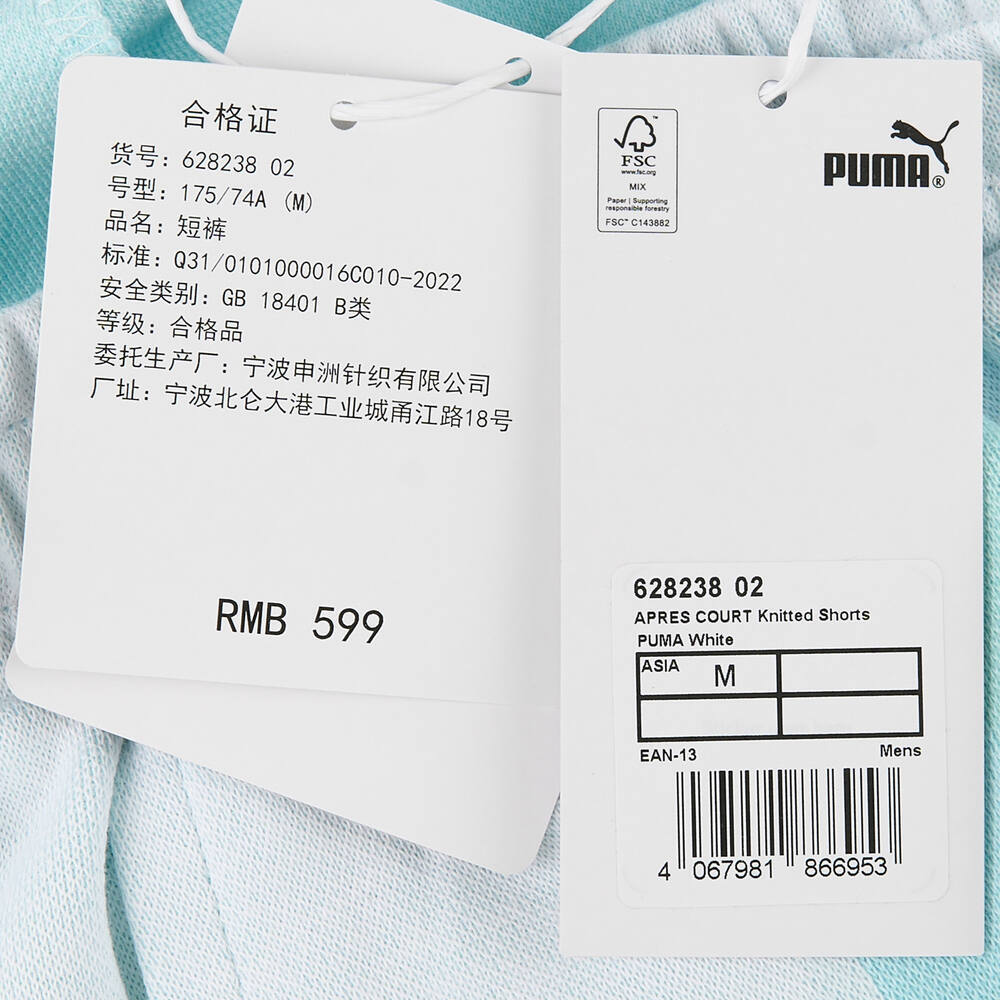 合格证
货号: 628238 02
号型: 175/74A (M)
品名: 短裤
标准: Q31/0101000016C010-2022
安全类别: GB 18401 B类
等级: 合格品
委托生产厂: 宁波申洲针织有限公司
厂址: 宁波北仑大港工业城甬江路18号
RMB 599
FSC
www.fsc.org
MIX
Paper | Supporting
responsible forestry
FSC™ C143882
PUMA®
628238 02
APRES COURT Knitted Shorts
PUMA White
ASIA M
EAN-13 Mens
4 067981 866953